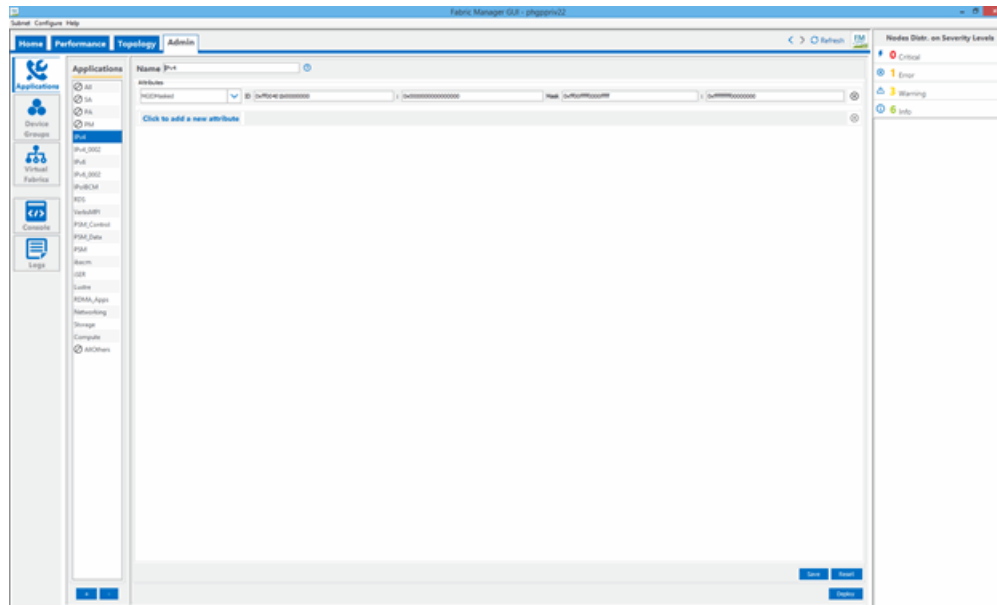 Fabric Manager GUI - phgppriv22
Subnet Configure Help
Home Performance Topology Admin
Refresh
Nodes Distr. on Severity Levels
0 Critical
1 Error
3 Warning
6 Info
Applications
Device Groups
Virtual Fabrics
Console
Logs
Applications
All
SA
PA
PM
IPv4
IPv4_0002
IPv6
IPv6_0002
IPoIBCM
RDS
VerbsMPI
PSM_Control
PSM_Data
PSM
ibacm
iSER
Lustre
RDMA_Apps
Networking
Storage
Compute
AllOthers
+ -
Name IPv4
Attributes
MGIDMasked ID : 0x0000000000000000 Mask :
Click to add a new attribute
Save Reset
Deploy